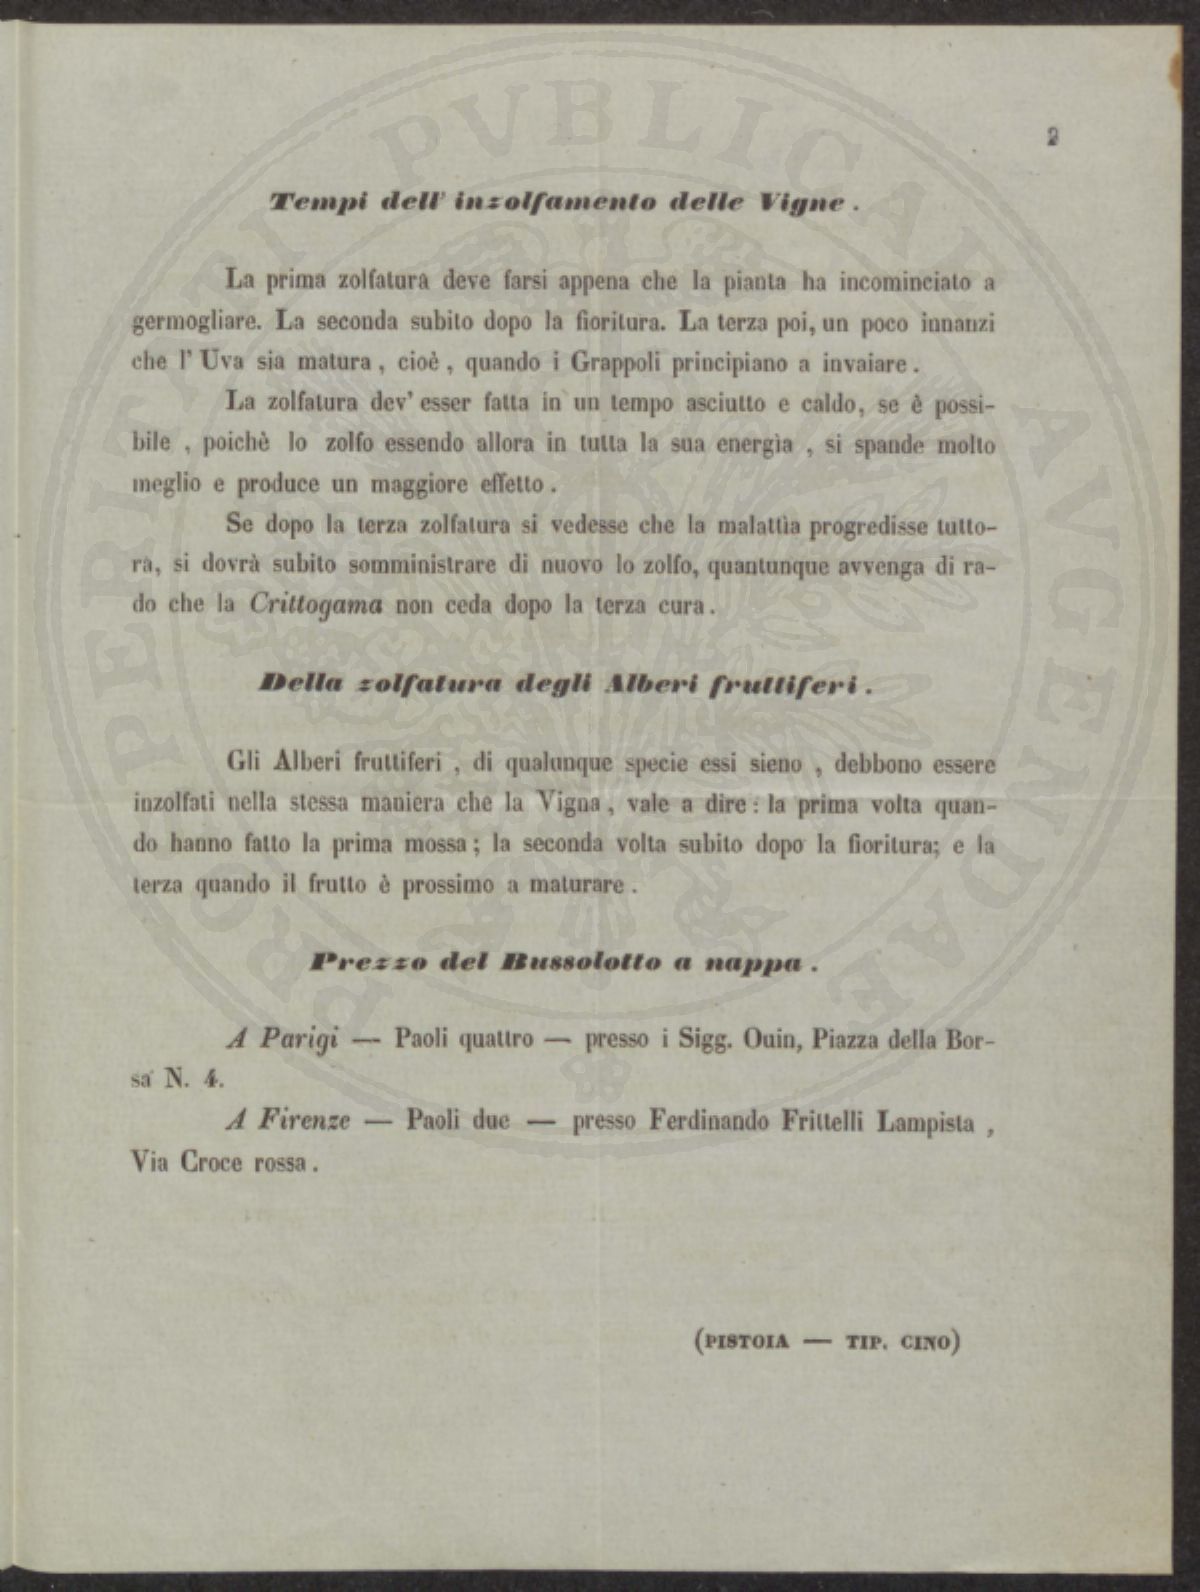 2
Tempi dell' inzolfamento delle Vigne .
La prima zolfatura deve farsi appena che la pianta ha incominciato a
germogliare. La seconda subito dopo la fioritura. La terza poi, un poco innanzi
che l' Uva sia matura , cioè , quando i Grappoli principiano a invaiare .
La zolfatura dev' esser fatta in un tempo asciutto e caldo, se è possi-
bile , poichè lo zolfo essendo allora in tutta la sua energìa , si spande molto
meglio e produce un maggiore effetto .
Se dopo la terza zolfatura si vedesse che la malattìa progredisse tutto-
ra, si dovrà subito somministrare di nuovo lo zolfo, quantunque avvenga di ra-
do che la Crittogama non ceda dopo la terza cura .
Della zolfatura degli Alberi fruttiferi .
Gli Alberi fruttiferi , di qualunque specie essi sieno , debbono essere
inzolfati nella stessa maniera che la Vigna , vale a dire : la prima volta quan-
do hanno fatto la prima mossa ; la seconda volta subito dopo la fioritura; e la
terza quando il frutto è prossimo a maturare .
Prezzo del Bussolotto a nappa .
A Parigi — Paoli quattro — presso i Sigg. Ouin, Piazza della Bor-
sa N. 4.
A Firenze — Paoli due — presso Ferdinando Frittelli Lampista ,
Via Croce rossa .
(PISTOIA — TIP. CINO)
PROSPERITATI PVBLICAE AVGENDAE